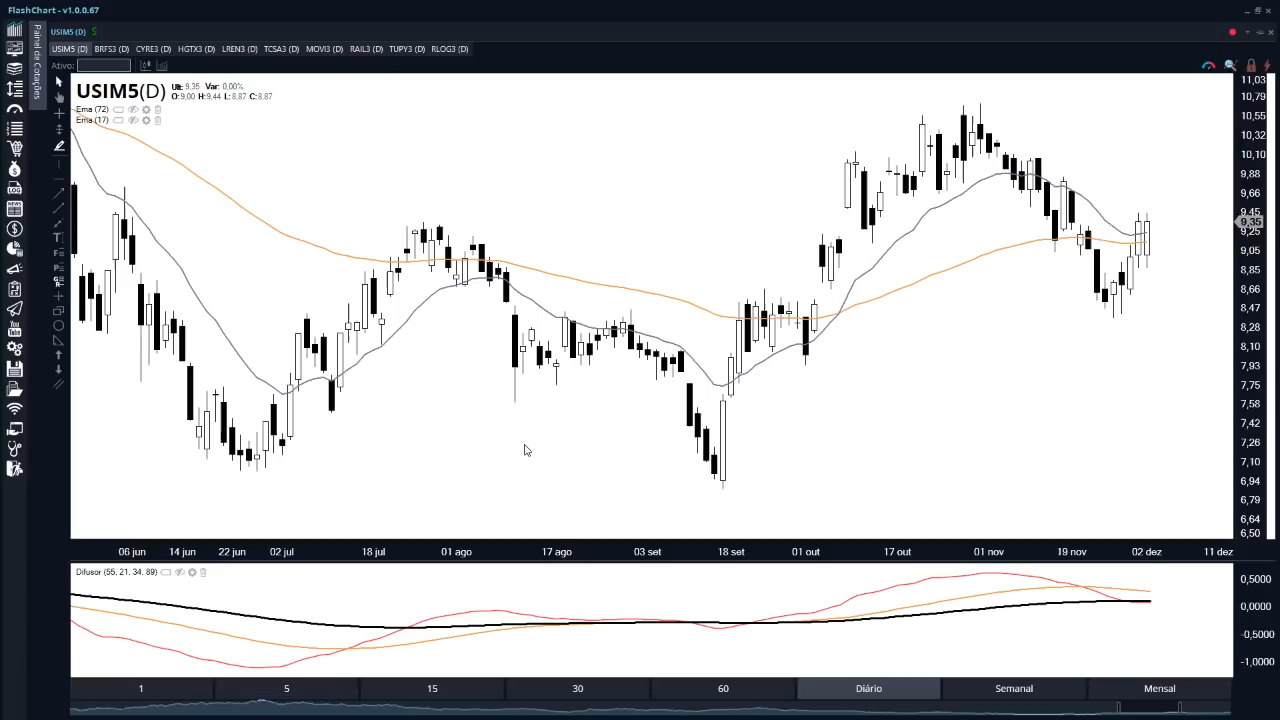 FlashChart - v1.0.0.67
Painel de Cotações
USIM5 (D) S
USIM5 (D) BRFS3 (D) CYRE3 (D) HGTX3 (D) LREN3 (D) TCSA3 (D) MOVI3 (D) RAIL3 (D) TUPY3 (D) RLOG3 (D)
Ativo:
USIM5(D) Ult: 9,35 Var: 0,00%
O: 9,00 H: 9,44 L: 8,87 C: 8,87
Ema (72)
Ema (17)
11,03
10,79
10,55
10,32
10,10
9,88
9,66
9,45
9,35
9,25
9,05
8,85
8,66
8,47
8,28
8,10
7,93
7,75
7,58
7,42
7,26
7,10
6,94
6,79
6,64
6,50
06 jun 14 jun 22 jun 02 jul 18 jul 01 ago 17 ago 03 set 18 set 01 out 17 out 01 nov 19 nov 02 dez 11 dez
Difusor (55, 21, 34, 89)
0,5000
0,0000
-0,5000
-1,0000
1 5 15 30 60 Diário Semanal Mensal